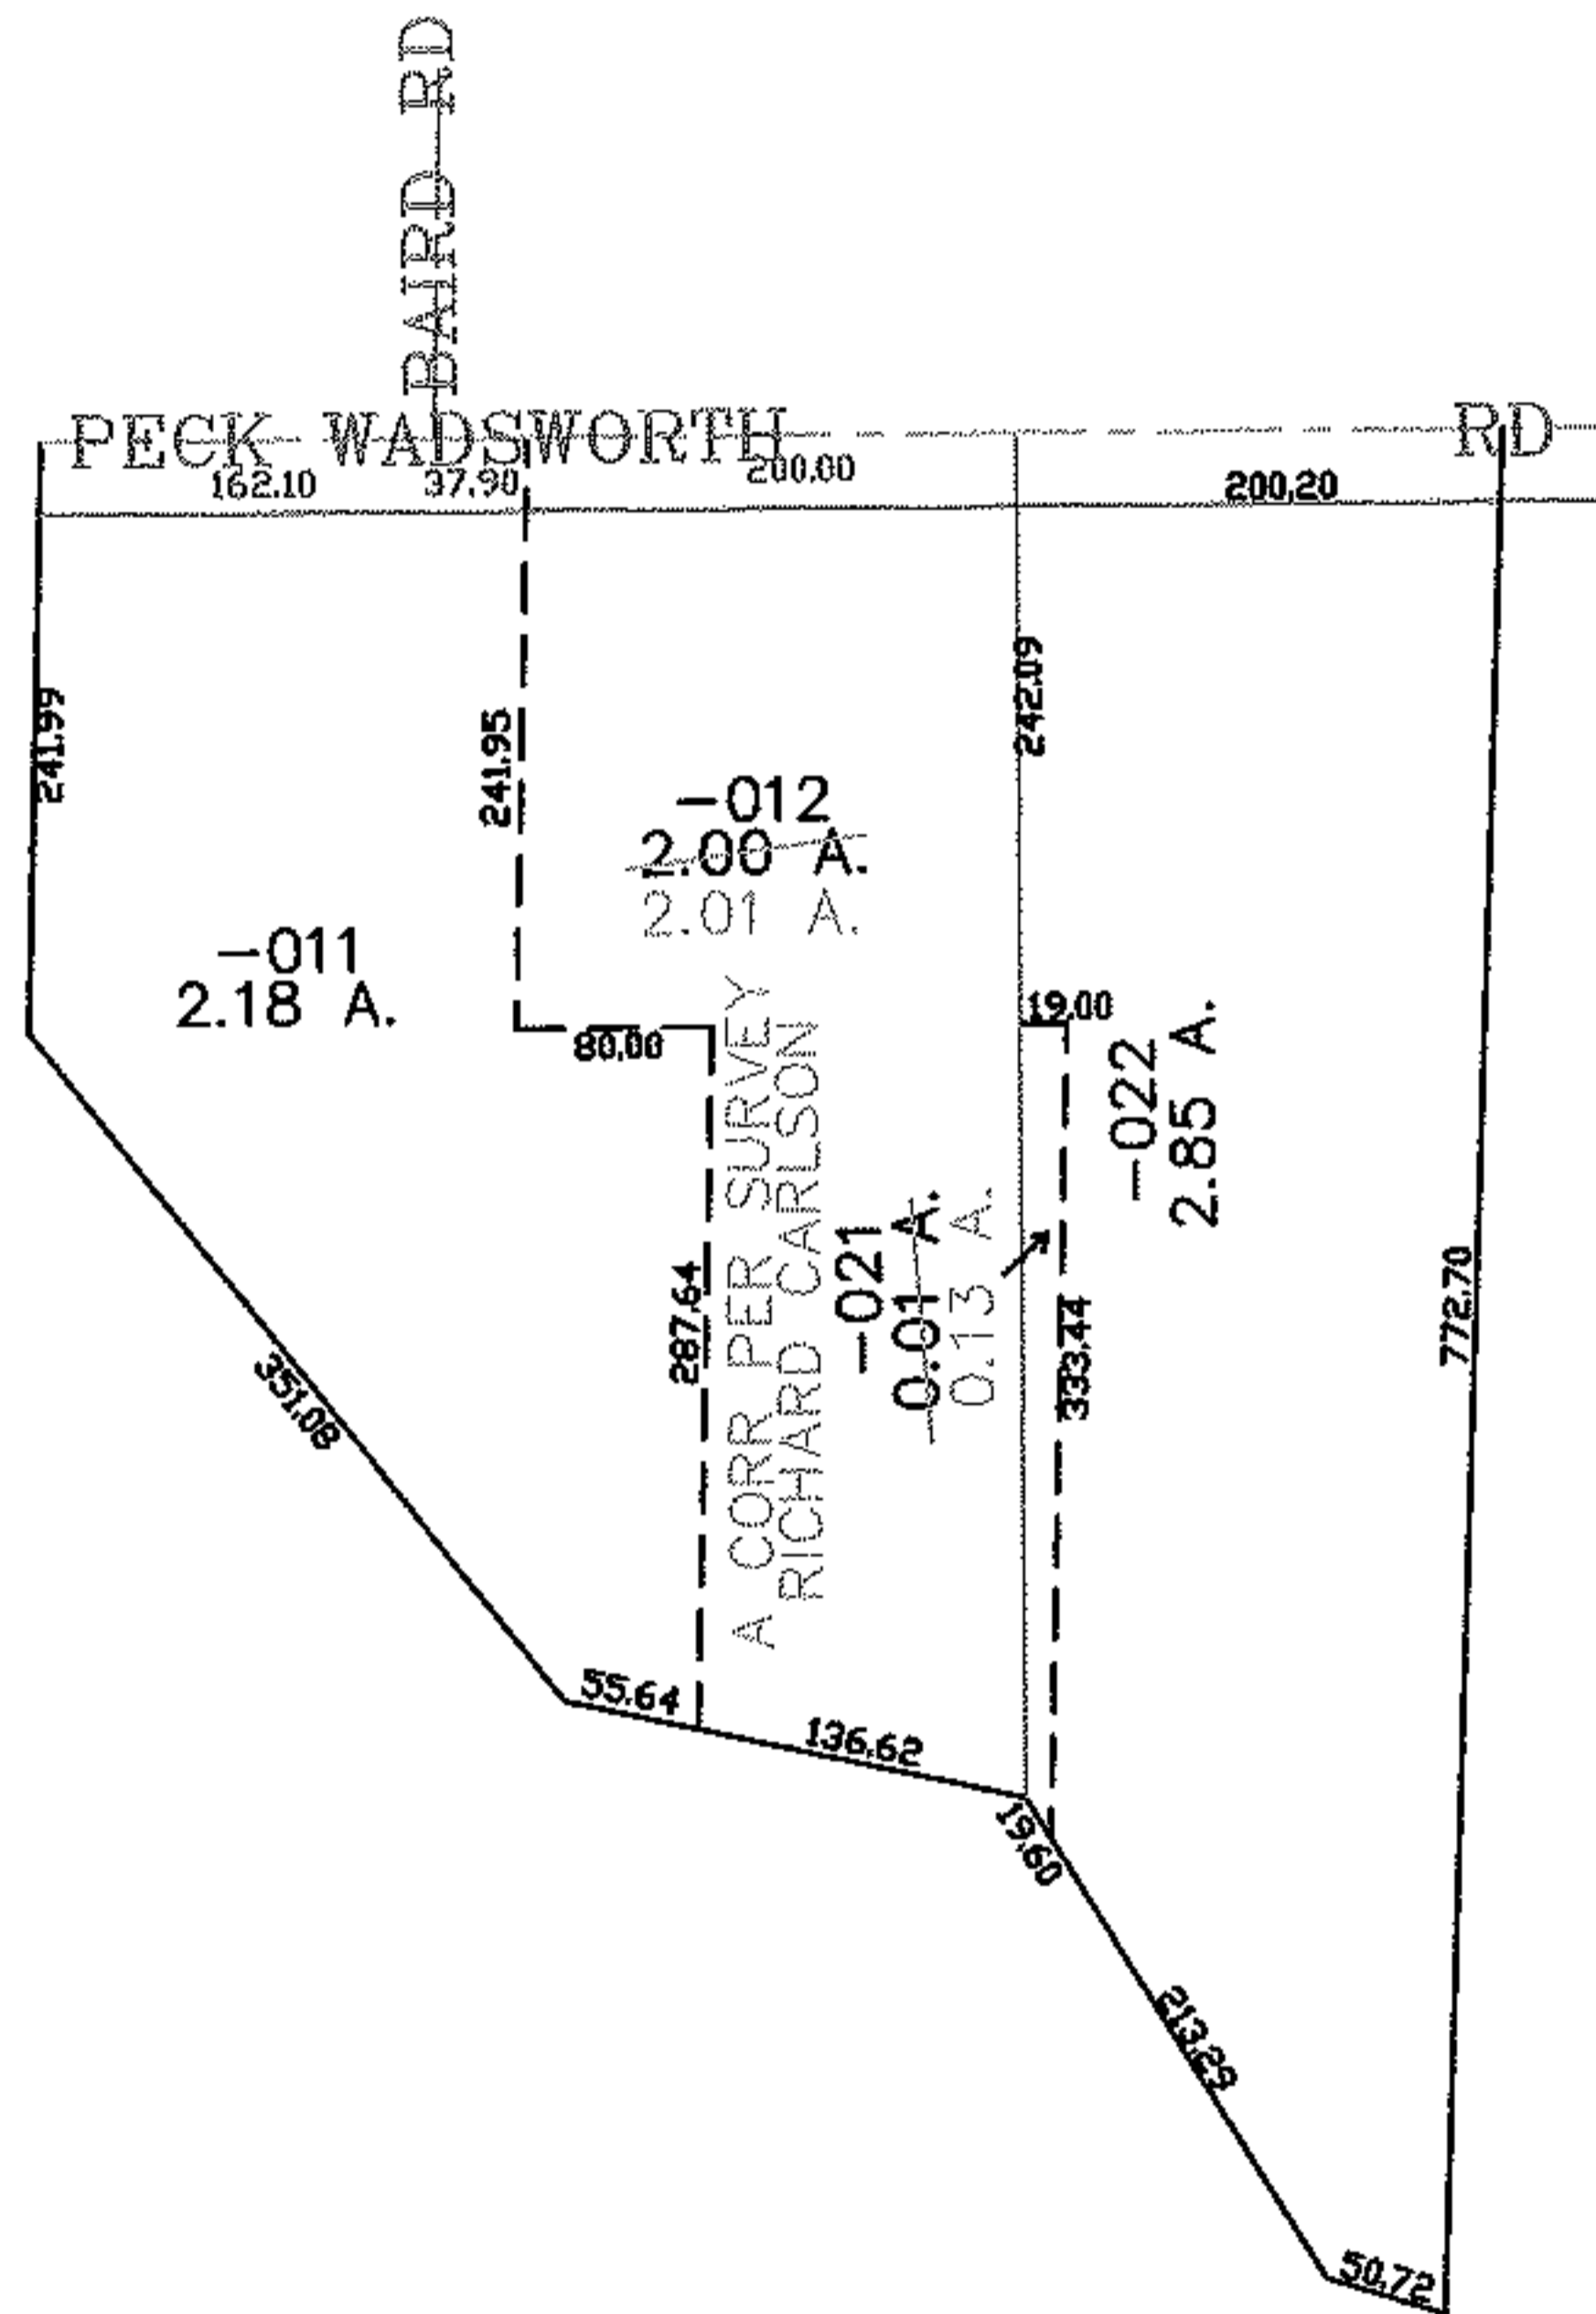 BAIRD RD
PECK WADSWORTH RD
162.10
37.90
200.00
200.20
241.99
241.95
242.09
-012
2.00 A.
2.01 A.
-011
2.18 A.
80.00
19.00
-022
2.85 A.
A CORR PER SURVEY
RICHARD CARLSON
-021
0.01 A.
0.13 A.
287.64
333.44
772.70
351.08
55.64
136.62
19.60
213.29
50.72